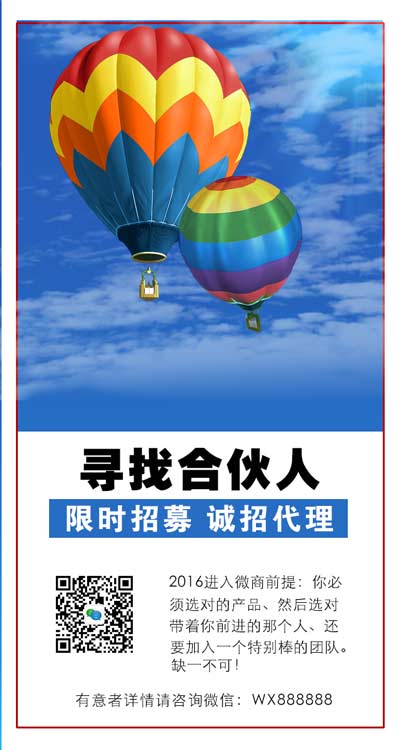 寻找合伙人
限时招募 诚招代理
2016进入微商前提：你必
须选对的产品、然后选对
带着你前进的那个人、还
要加入一个特别棒的团队。
缺一不可！
有意者详情请咨询微信：WX888888